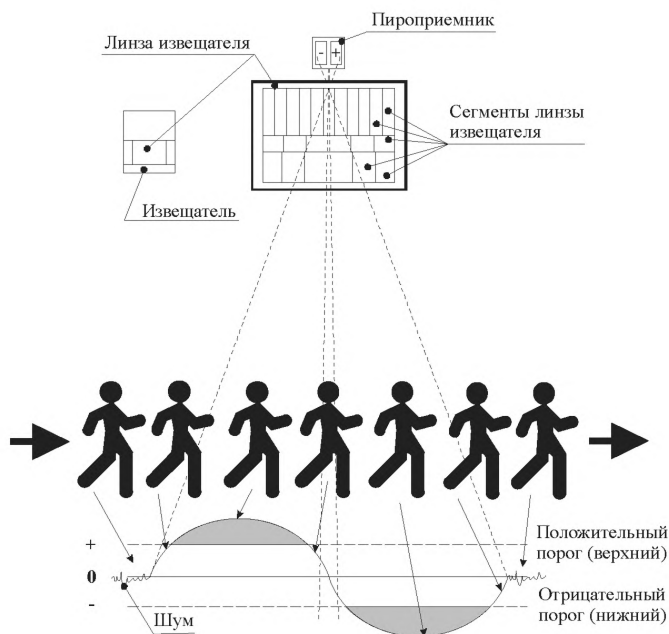 Пироприемник
Линза извещателя
- +
Сегменты линзы
извещателя
Извещатель
+
Положительный
порог (верхний)
0
-
Отрицательный
порог (нижний)
Шум